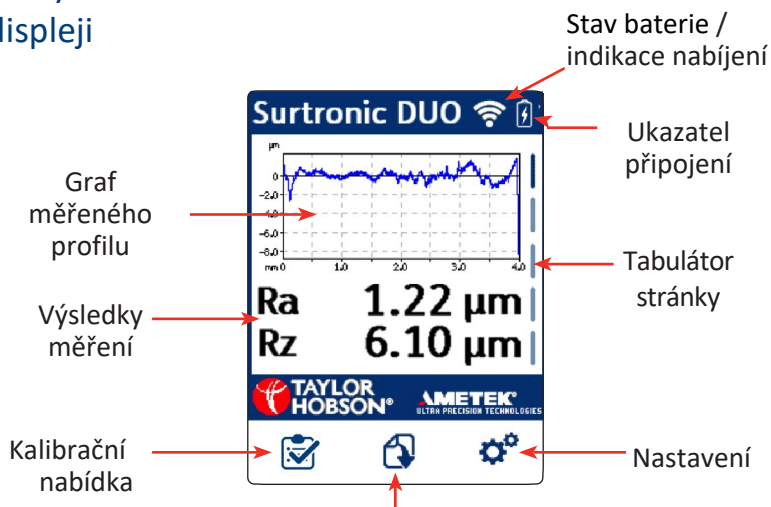 displeji
Stav baterie /
indikace nabíjení
Surtronic DUO
Ukazatel
připojení
µm
0
-2.0
-4.0
-6.0
-8.0
mm 0 1.0 2.0 3.0 4.0
Graf
měřeného
profilu
Tabulátor
stránky
Ra 1.22 µm
Rz 6.10 µm
Výsledky
měření
TAYLOR
HOBSON®
AMETEK®
ULTRA PRECISION TECHNOLOGIES
Kalibrační
nabídka
Nastavení